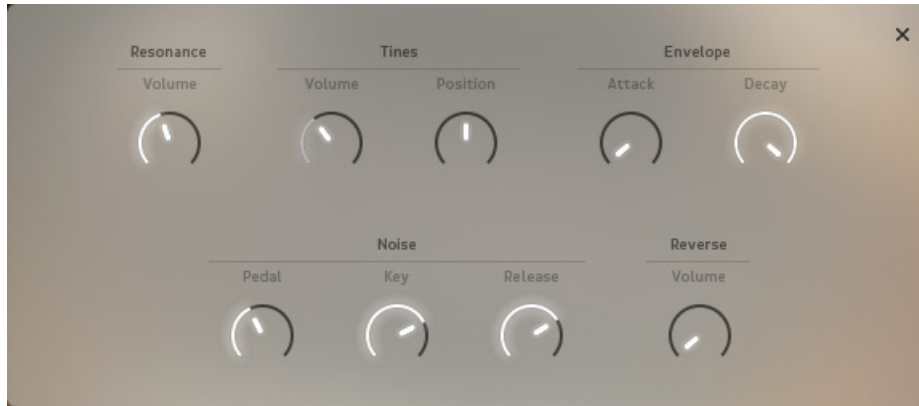 Resonance Tines Envelope
Volume Volume Position Attack Decay
Noise Reverse
Pedal Key Release Volume